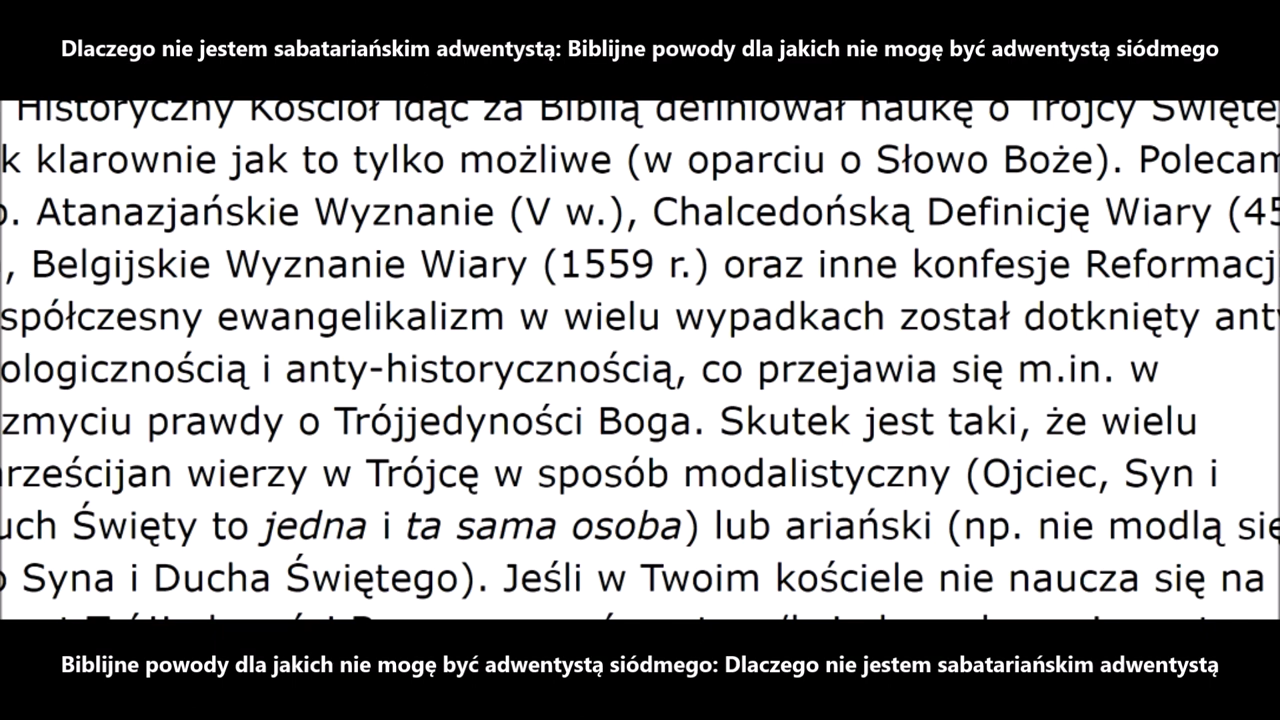 Dlaczego nie jestem sabatariańskim adwentystą: Biblijne powody dla jakich nie mogę być adwentystą siódmego
Historyczny Kościół idąc za Biblią definiował naukę o Trójcy Świętej
k klarownie jak to tylko możliwe (w oparciu o Słowo Boże). Polecam
. Atanazjańskie Wyznanie (V w.), Chalcedońską Definicję Wiary (45
, Belgijskie Wyznanie Wiary (1559 r.) oraz inne konfesje Reformacj
spółczesny ewangelikalizm w wielu wypadkach został dotknięty anty
ologicznością i anty-historycznością, co przejawia się m.in. w
zmyciu prawdy o Trójjedyności Boga. Skutek jest taki, że wielu
rześcijan wierzy w Trójcę w sposób modalistyczny (Ojciec, Syn i
uch Święty to jedna i ta sama osoba) lub ariański (np. nie modlą się
o Syna i Ducha Świętego). Jeśli w Twoim kościele nie naucza się na
Biblijne powody dla jakich nie mogę być adwentystą siódmego: Dlaczego nie jestem sabatariańskim adwentystą